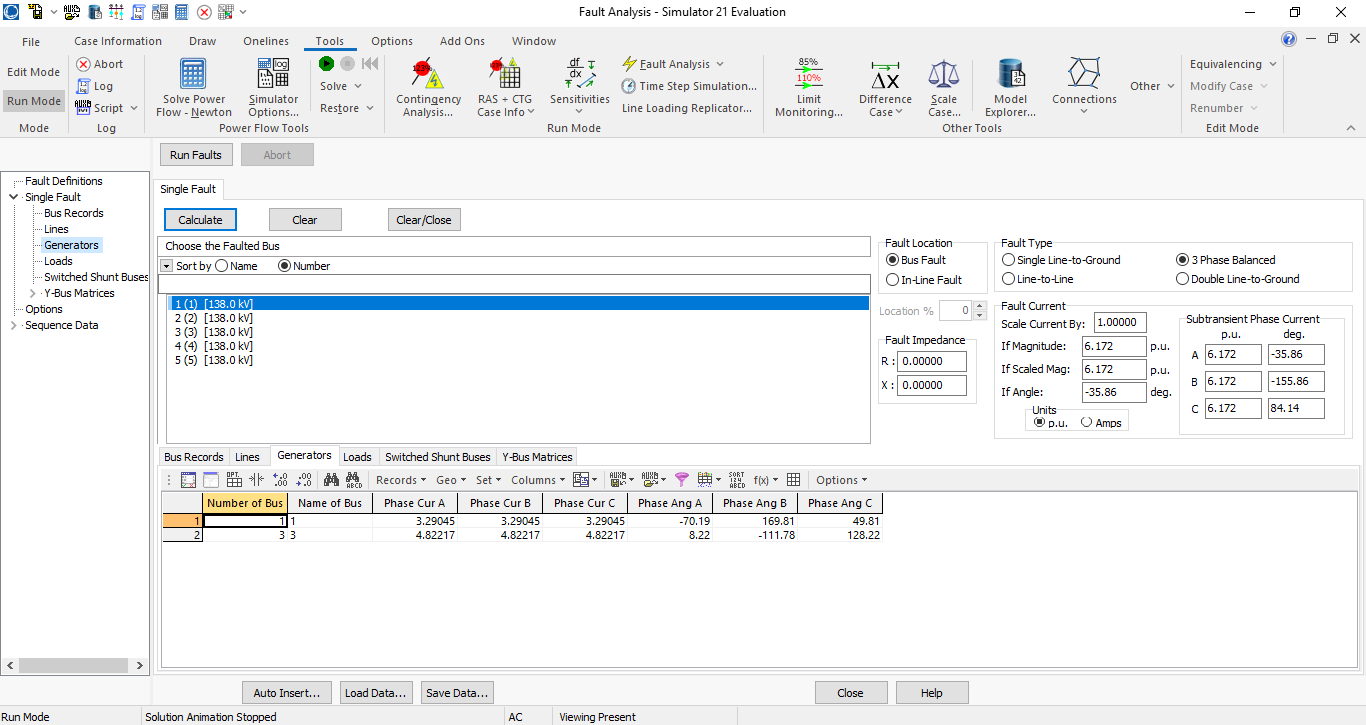 Fault Analysis - Simulator 21 Evaluation
File Case Information Draw Onelines Tools Options Add Ons Window
Edit Mode
Run Mode
Mode
Abort
Log
Script
Log
Solve Power Flow - Newton
Simulator Options...
Solve
Restore
Power Flow Tools
Contingency Analysis...
RAS + CTG Case Info
Sensitivities
Fault Analysis
Time Step Simulation...
Line Loading Replicator...
Run Mode
85%
110%
Limit Monitoring...
Difference Case
Scale Case...
Model Explorer...
Connections
Other
Other Tools
Equivalencing
Modify Case
Renumber
Edit Mode
Run Faults Abort
Fault Definitions
Single Fault
Bus Records
Lines
Generators
Loads
Switched Shunt Buses
Y-Bus Matrices
Options
Sequence Data
Single Fault
Calculate Clear Clear/Close
Choose the Faulted Bus
Sort by Name Number
1 (1) [138.0 kV]
2 (2) [138.0 kV]
3 (3) [138.0 kV]
4 (4) [138.0 kV]
5 (5) [138.0 kV]
Fault Location
Bus Fault
In-Line Fault
Location % 0
Fault Impedance
R : 0.00000
X : 0.00000
Fault Type
Single Line-to-Ground 3 Phase Balanced
Line-to-Line Double Line-to-Ground
Fault Current
Scale Current By: 1.00000
If Magnitude: 6.172 p.u.
If Scaled Mag: 6.172 p.u.
If Angle: -35.86 deg.
Units
p.u. Amps
Subtransient Phase Current
p.u. deg.
A 6.172 -35.86
B 6.172 -155.86
C 6.172 84.14
Bus Records Lines Generators Loads Switched Shunt Buses Y-Bus Matrices
Records Geo Set Columns f(x) Options
Number of Bus Name of Bus Phase Cur A Phase Cur B Phase Cur C Phase Ang A Phase Ang B Phase Ang C
1 1 1 3.29045 3.29045 3.29045 -70.19 169.81 49.81
2 3 3 4.82217 4.82217 4.82217 8.22 -111.78 128.22
Auto Insert... Load Data... Save Data... Close Help
Run Mode Solution Animation Stopped AC Viewing Present